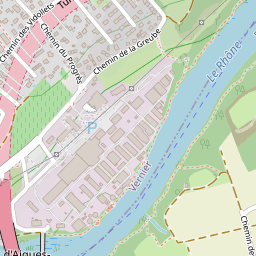 Chemin des Vidollets
Chemin du Progrès
Chemin de la Greube
Le Rhône
P
Vernier
Chemin de
d'Aigues-